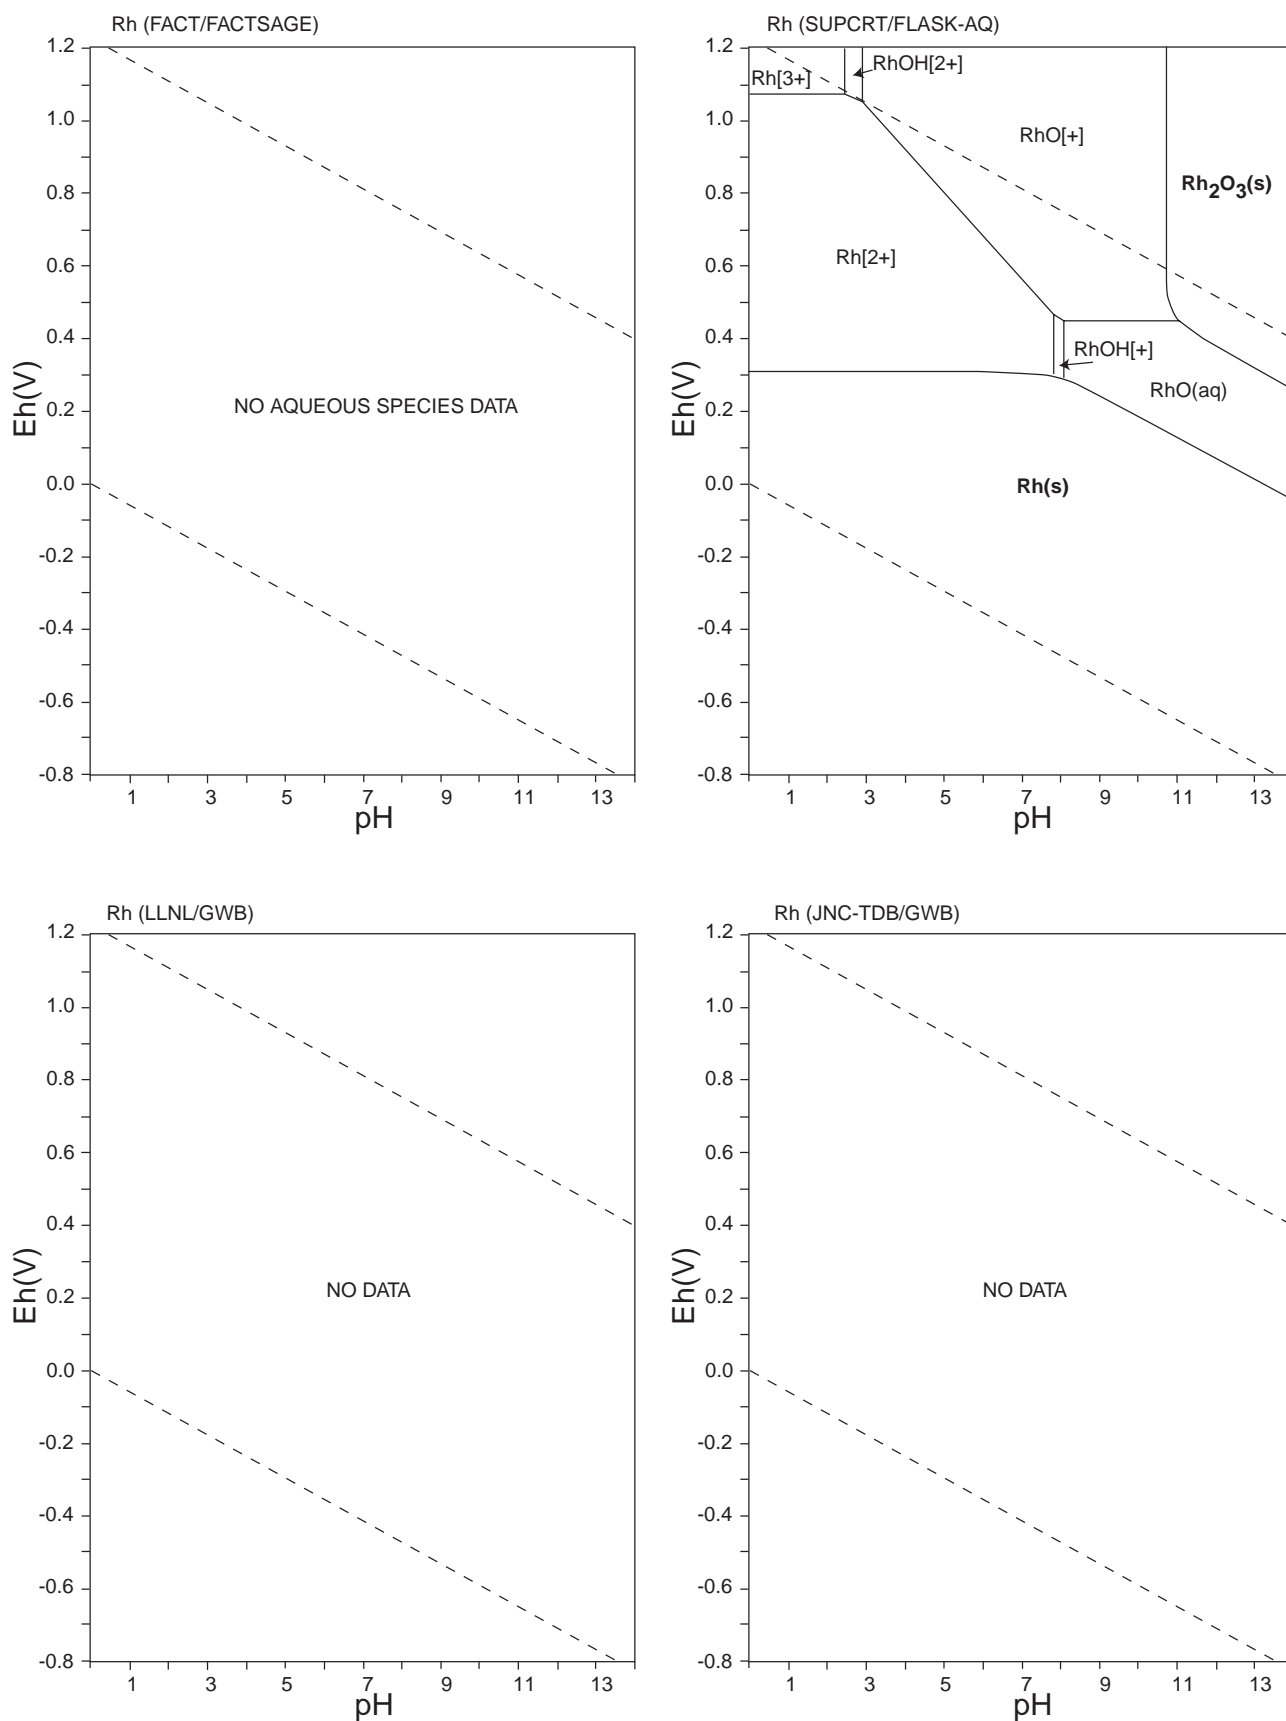 Rh (FACT/FACTSAGE)
1.2
1.0
0.8
0.6
0.4
0.2
0.0
-0.2
-0.4
-0.6
-0.8
Eh(V)
NO AQUEOUS SPECIES DATA
1 3 5 7 9 11 13
pH
Rh (SUPCRT/FLASK-AQ)
1.2
1.0
0.8
0.6
0.4
0.2
0.0
-0.2
-0.4
-0.6
-0.8
Eh(V)
Rh[3+]
RhOH[2+]
RhO[+]
Rh2O3(s)
Rh[2+]
RhOH[+]
RhO(aq)
Rh(s)
1 3 5 7 9 11 13
pH
Rh (LLNL/GWB)
1.2
1.0
0.8
0.6
0.4
0.2
0.0
-0.2
-0.4
-0.6
-0.8
Eh(V)
NO DATA
1 3 5 7 9 11 13
pH
Rh (JNC-TDB/GWB)
1.2
1.0
0.8
0.6
0.4
0.2
0.0
-0.2
-0.4
-0.6
-0.8
Eh(V)
NO DATA
1 3 5 7 9 11 13
pH